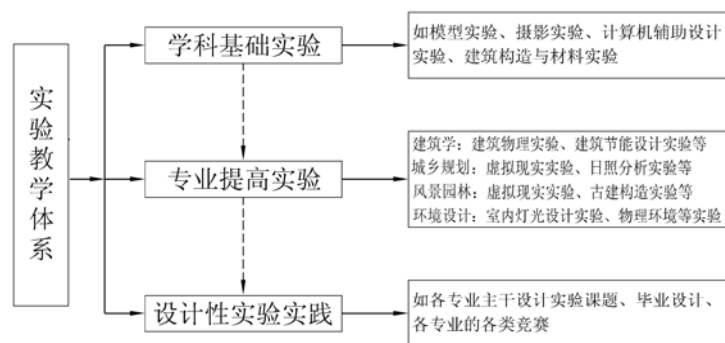 实验教学体系
学科基础实验
如模型实验、摄影实验、计算机辅助设计
实验、建筑构造与材料实验
专业提高实验
建筑学：建筑物理实验、建筑节能设计实验等
城乡规划：虚拟现实实验、日照分析实验等
风景园林：虚拟现实实验、古建构造实验等
环境设计：室内灯光设计实验、物理环境等实验
设计性实验实践
如各专业主干设计实验课题、毕业设计、
各专业的各类竞赛